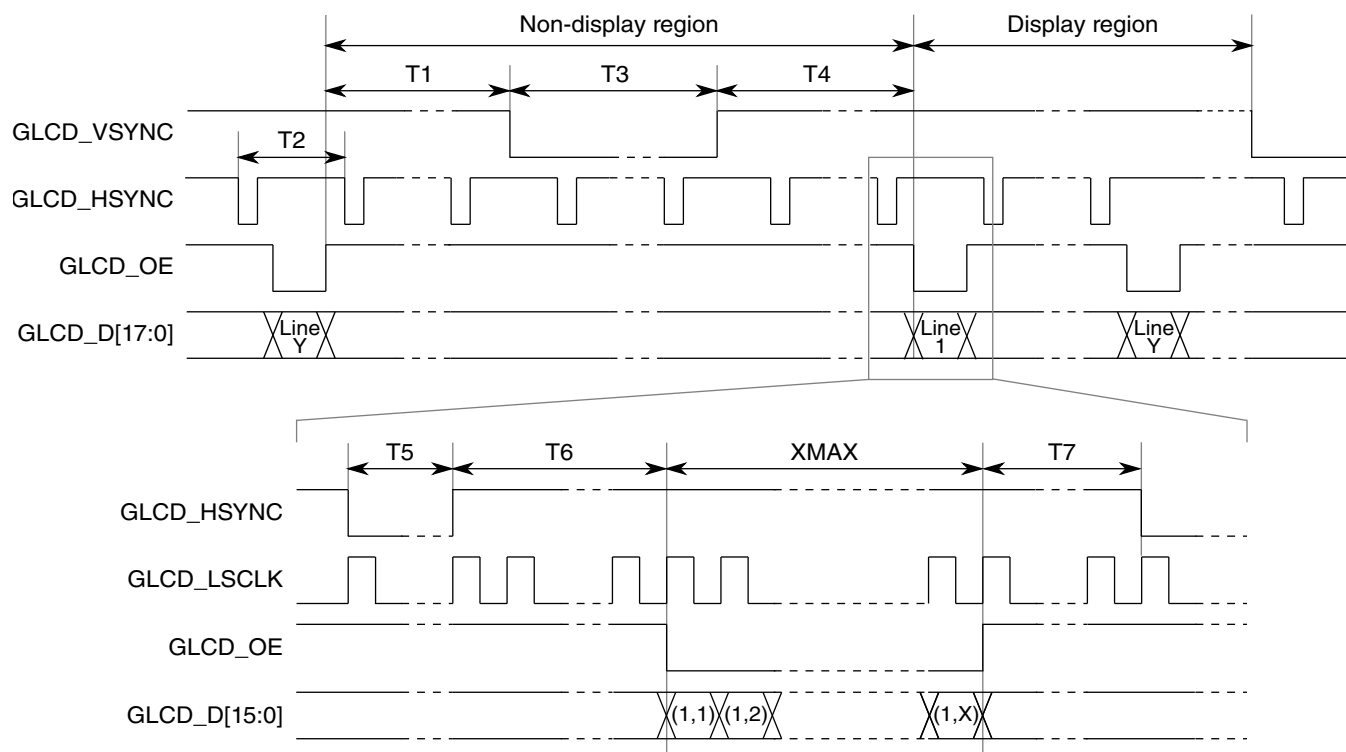 Non-display region
Display region
T1
T3
T4
GLCD_VSYNC
T2
GLCD_HSYNC
GLCD_OE
GLCD_D[17:0]
Line
Y
Line
1
Line
Y
T5
T6
XMAX
T7
GLCD_HSYNC
GLCD_LSCLK
GLCD_OE
GLCD_D[15:0]
(1,1)
(1,2)
(1,X)